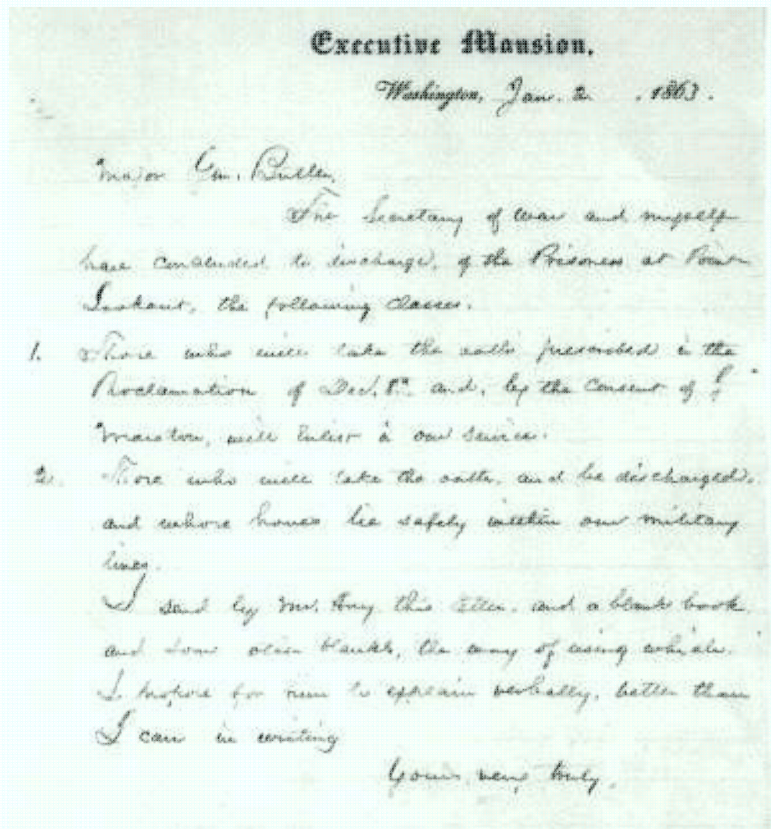 Executive Mansion,
Washington, Jan. 2. , 1863.
Major Gen. Butler,
The Secretary of War and myself
have concluded to discharge, of the Prisoners at Point
Lookout, the following classes.
1. Those who will take the oath prescribed in the
Proclamation of Dec. 8th. and, by the consent of
Marston, will enlist in our service.
2. Those who will take the oath, and be discharged,
and whose homes lie safely within our military
lines.
I send by Mr. Hay this letter, and a blank book
and some other blanks, the way of using which
I propose for him to explain verbally, better than
I can in writing
Yours very truly,